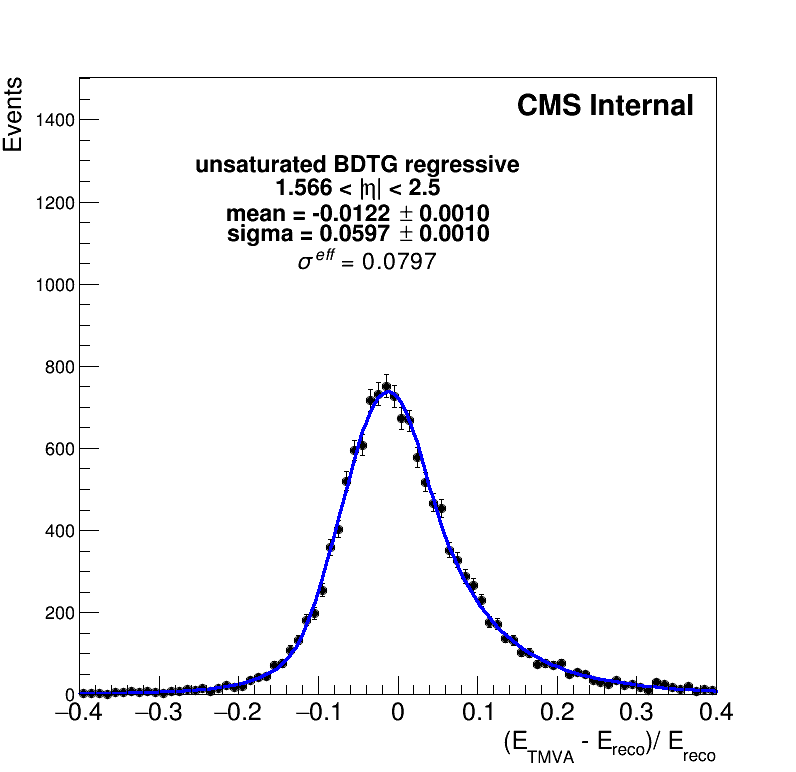 Events
CMS Internal
unsaturated BDTG regressive
1.566 < |η| < 2.5
mean = -0.0122 ± 0.0010
sigma = 0.0597 ± 0.0010
σ^eff = 0.0797
1400
1200
1000
800
600
400
200
0
−0.4 −0.3 −0.2 −0.1 0 0.1 0.2 0.3 0.4
(E_TMVA - E_reco)/ E_reco